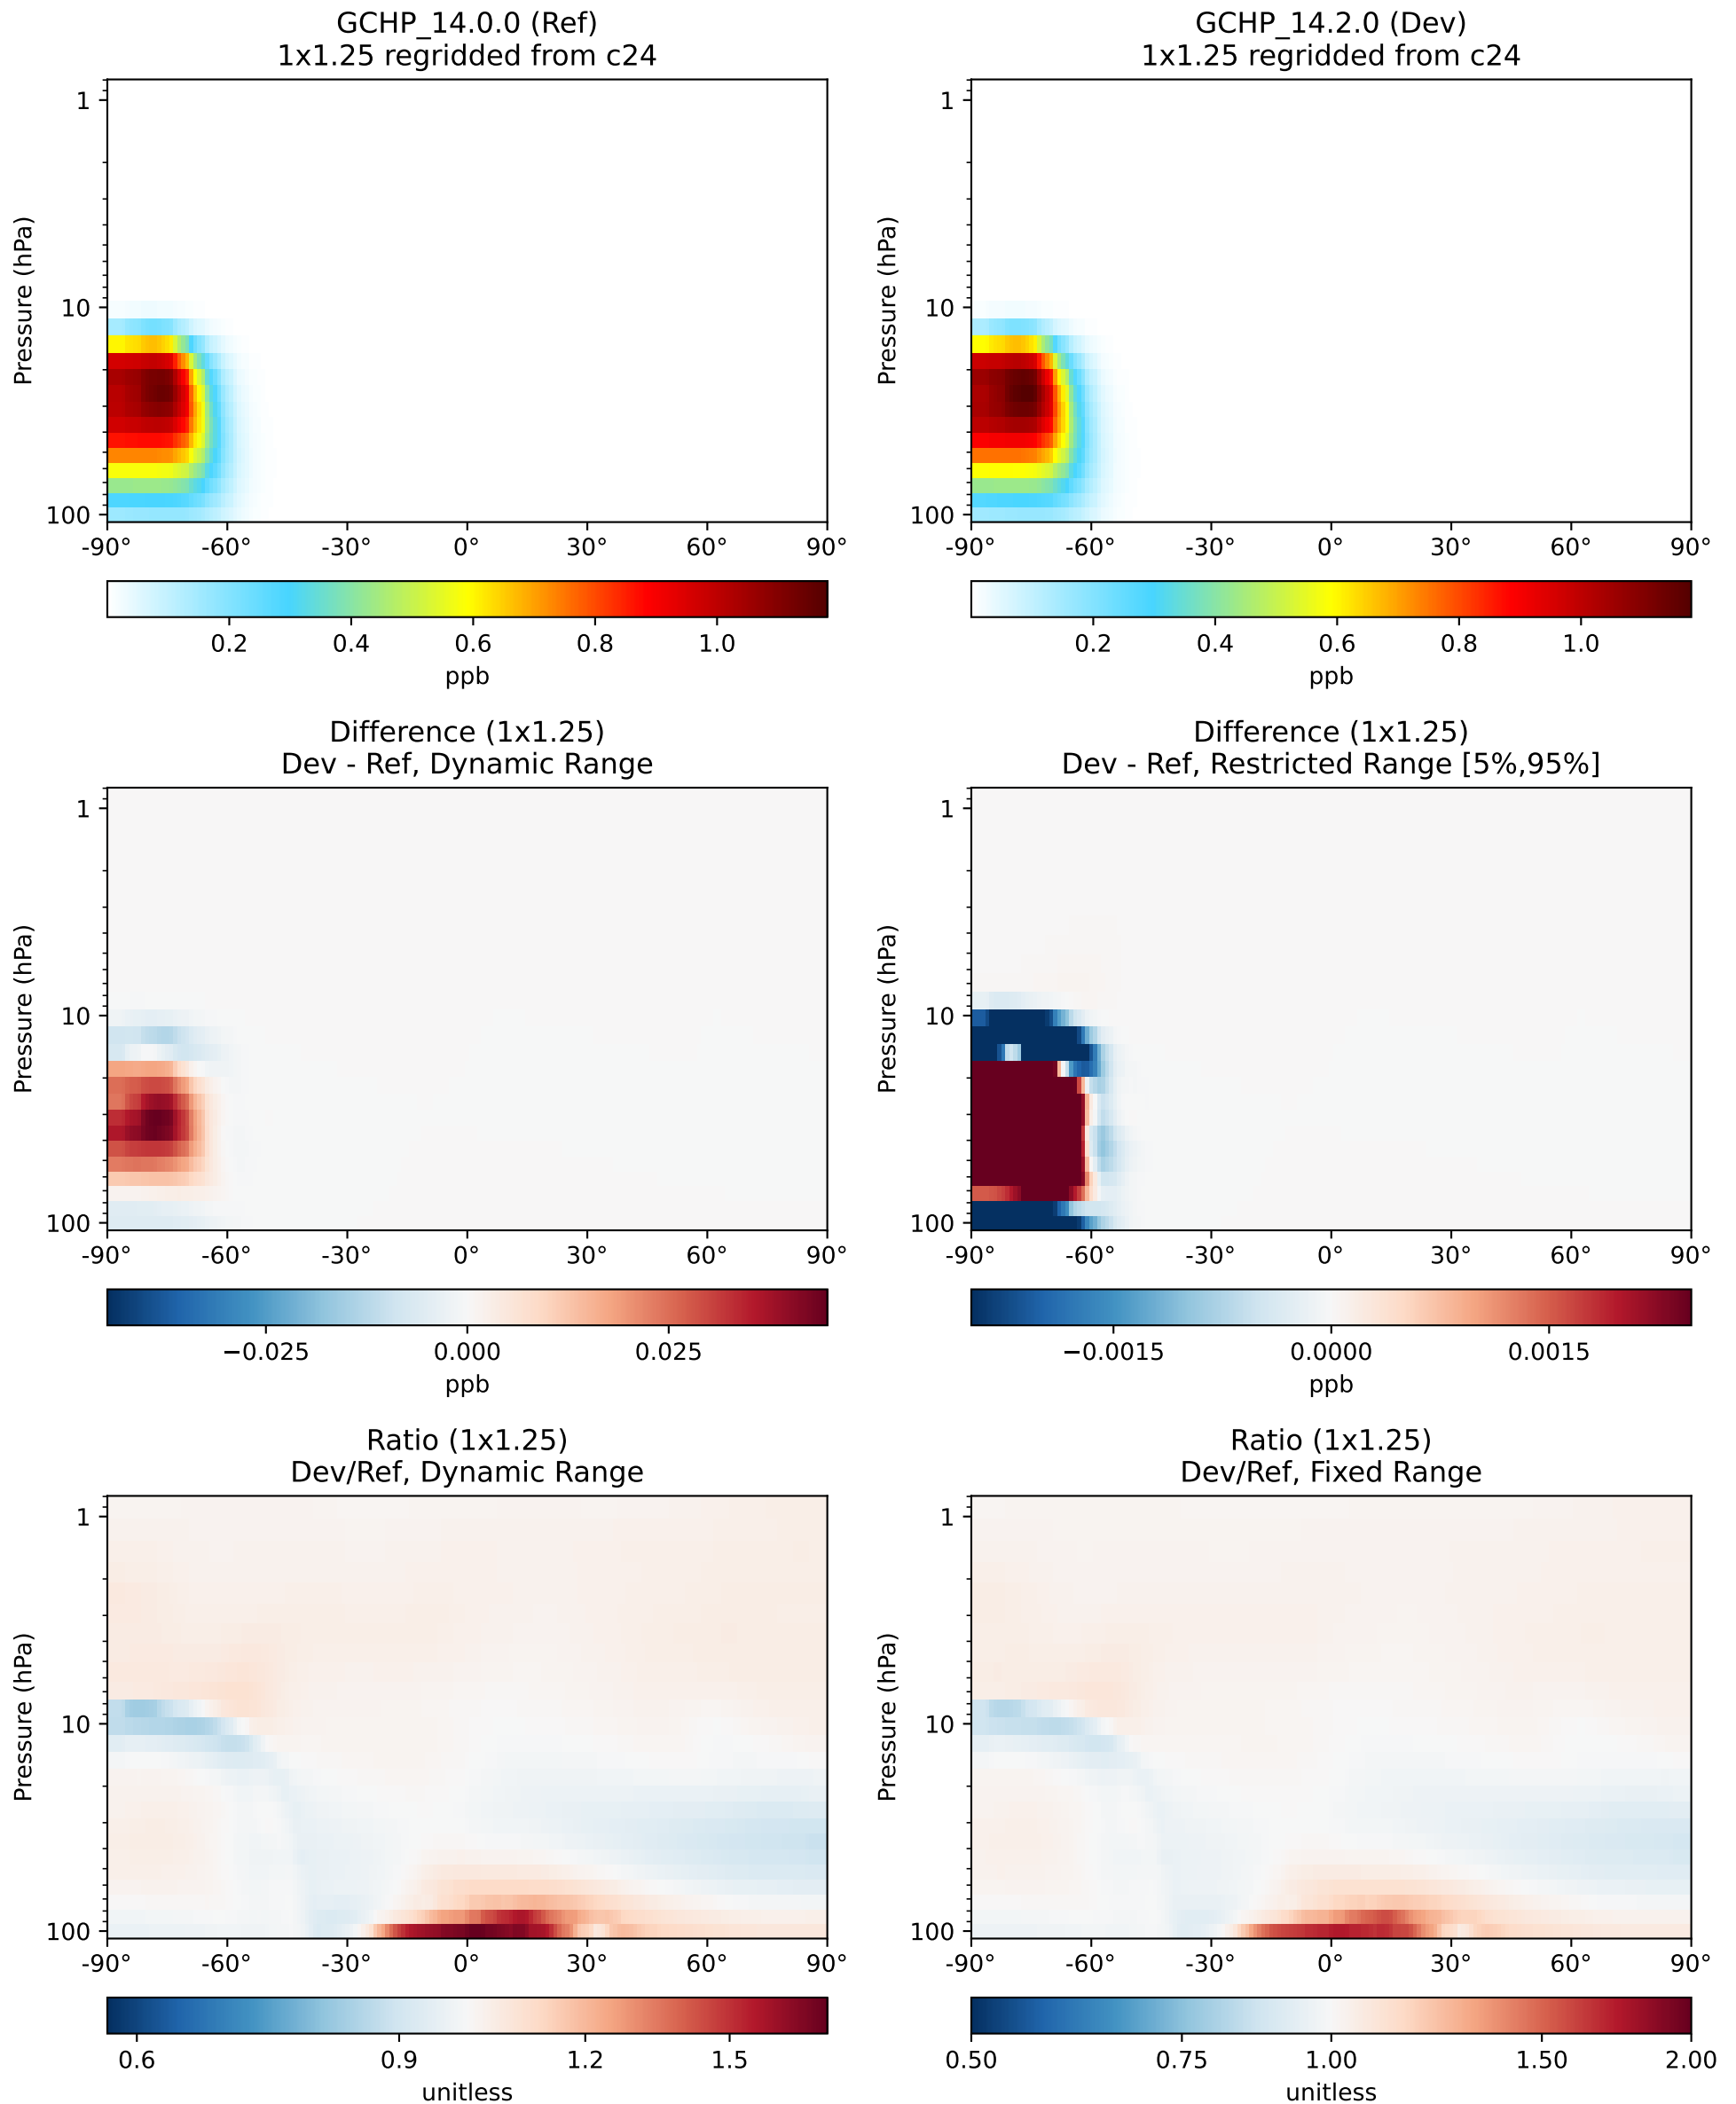 GCHP_14.0.0 (Ref)
1x1.25 regridded from c24
GCHP_14.2.0 (Dev)
1x1.25 regridded from c24
Pressure (hPa)
1
10
100
-90° -60° -30° 0° 30° 60° 90°
0.2 0.4 0.6 0.8 1.0
ppb
Pressure (hPa)
1
10
100
-90° -60° -30° 0° 30° 60° 90°
0.2 0.4 0.6 0.8 1.0
ppb
Difference (1x1.25)
Dev - Ref, Dynamic Range
Difference (1x1.25)
Dev - Ref, Restricted Range [5%,95%]
Pressure (hPa)
1
10
100
-90° -60° -30° 0° 30° 60° 90°
−0.025 0.000 0.025
ppb
Pressure (hPa)
1
10
100
-90° -60° -30° 0° 30° 60° 90°
−0.0015 0.0000 0.0015
ppb
Ratio (1x1.25)
Dev/Ref, Dynamic Range
Ratio (1x1.25)
Dev/Ref, Fixed Range
Pressure (hPa)
1
10
100
-90° -60° -30° 0° 30° 60° 90°
0.6 0.9 1.2 1.5
unitless
Pressure (hPa)
1
10
100
-90° -60° -30° 0° 30° 60° 90°
0.50 0.75 1.00 1.50 2.00
unitless